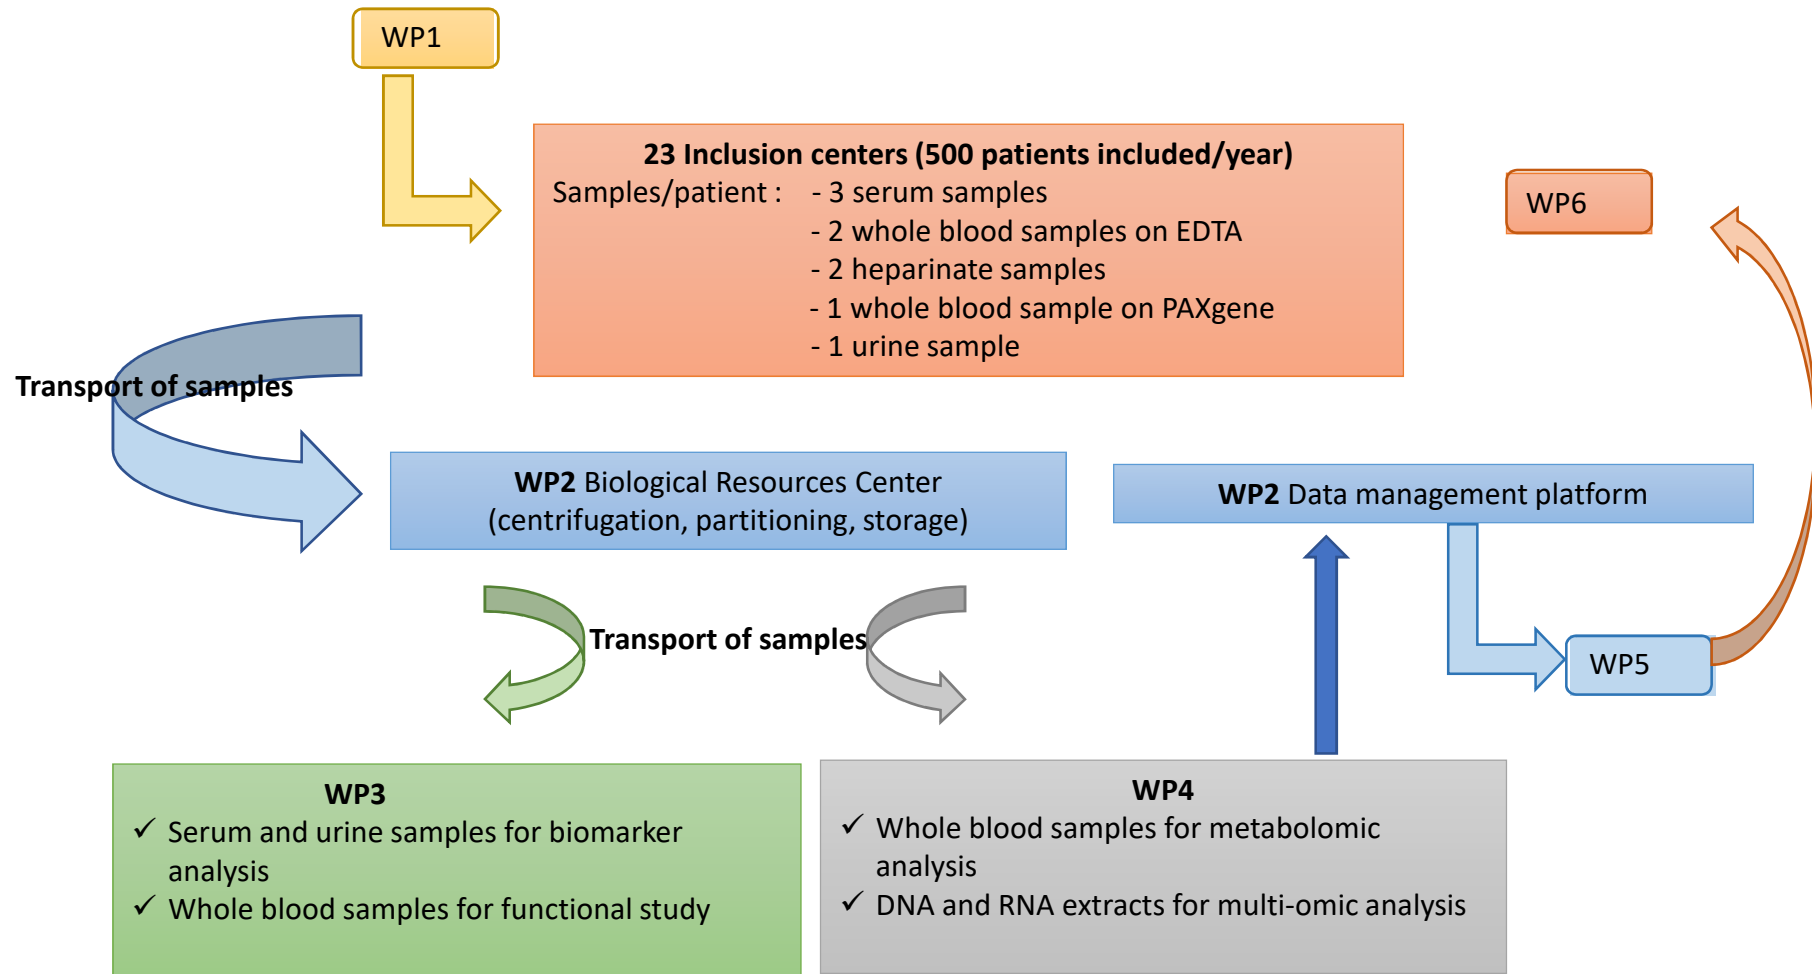 WP1
23 Inclusion centers (500 patients included/year)
Samples/patient : - 3 serum samples
- 2 whole blood samples on EDTA
- 2 heparinate samples
- 1 whole blood sample on PAXgene
- 1 urine sample
WP6
Transport of samples
WP2 Biological Resources Center
(centrifugation, partitioning, storage)
WP2 Data management platform
Transport of samples
WP5
WP3
✓ Serum and urine samples for biomarker
analysis
✓ Whole blood samples for functional study
WP4
✓ Whole blood samples for metabolomic
analysis
✓ DNA and RNA extracts for multi-omic analysis